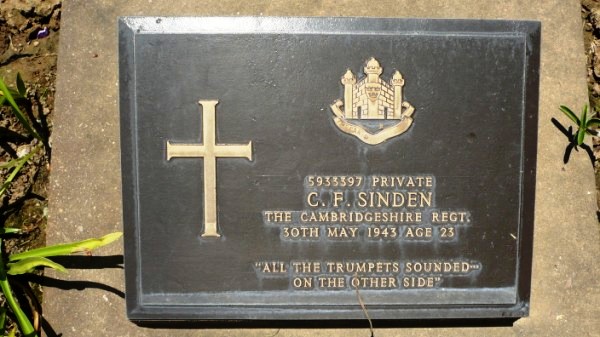 5933397 PRIVATE
C. F. SINDEN
THE CAMBRIDGESHIRE REGT.
30TH MAY 1943 AGE 23
"ALL THE TRUMPETS SOUNDED...
ON THE OTHER SIDE"